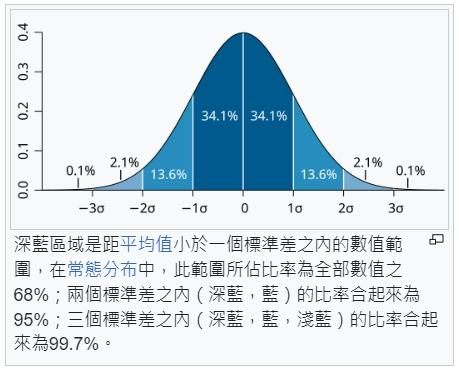 0.4
0.3
0.2
0.1
0.0
34.1% 34.1%
0.1% 2.1% 13.6% 13.6% 2.1% 0.1%
−3σ −2σ −1σ 0 1σ 2σ 3σ
深藍區域是距平均值小於一個標準差之內的數值範
圍，在常態分布中，此範圍所佔比率為全部數值之
68%；兩個標準差之內（深藍，藍）的比率合起來為
95%；三個標準差之內（深藍，藍，淺藍）的比率合起
來為99.7%。